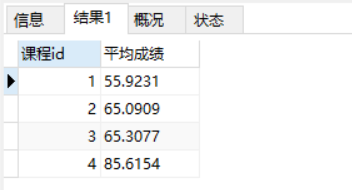 信息 结果1 概况 状态
课程id 平均成绩
1 55.9231
2 65.0909
3 65.3077
4 85.6154